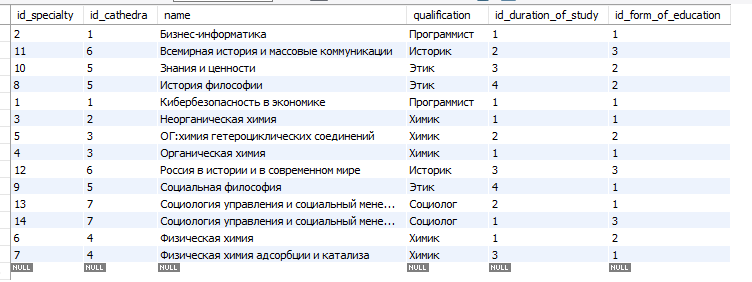 id_specialty id_cathedra name qualification id_duration_of_study id_form_of_education
2 1 Бизнес-информатика Программист 1 1
11 6 Всемирная история и массовые коммуникации Историк 2 3
10 5 Знания и ценности Этик 3 2
8 5 История философии Этик 4 2
1 1 Кибербезопасность в экономике Программист 1 1
3 2 Неорганическая химия Химик 1 1
5 3 ОГ:химия гетероциклических соединений Химик 2 2
4 3 Органическая химия Химик 1 1
12 6 Россия в истории и в современном мире Историк 3 3
9 5 Социальная философия Этик 4 1
13 7 Социология управления и социальный мене... Социолог 2 1
14 7 Социология управления и социальный мене... Социолог 1 3
6 4 Физическая химия Химик 1 2
7 4 Физическая химия адсорбции и катализа Химик 3 1
NULL NULL NULL NULL NULL NULL